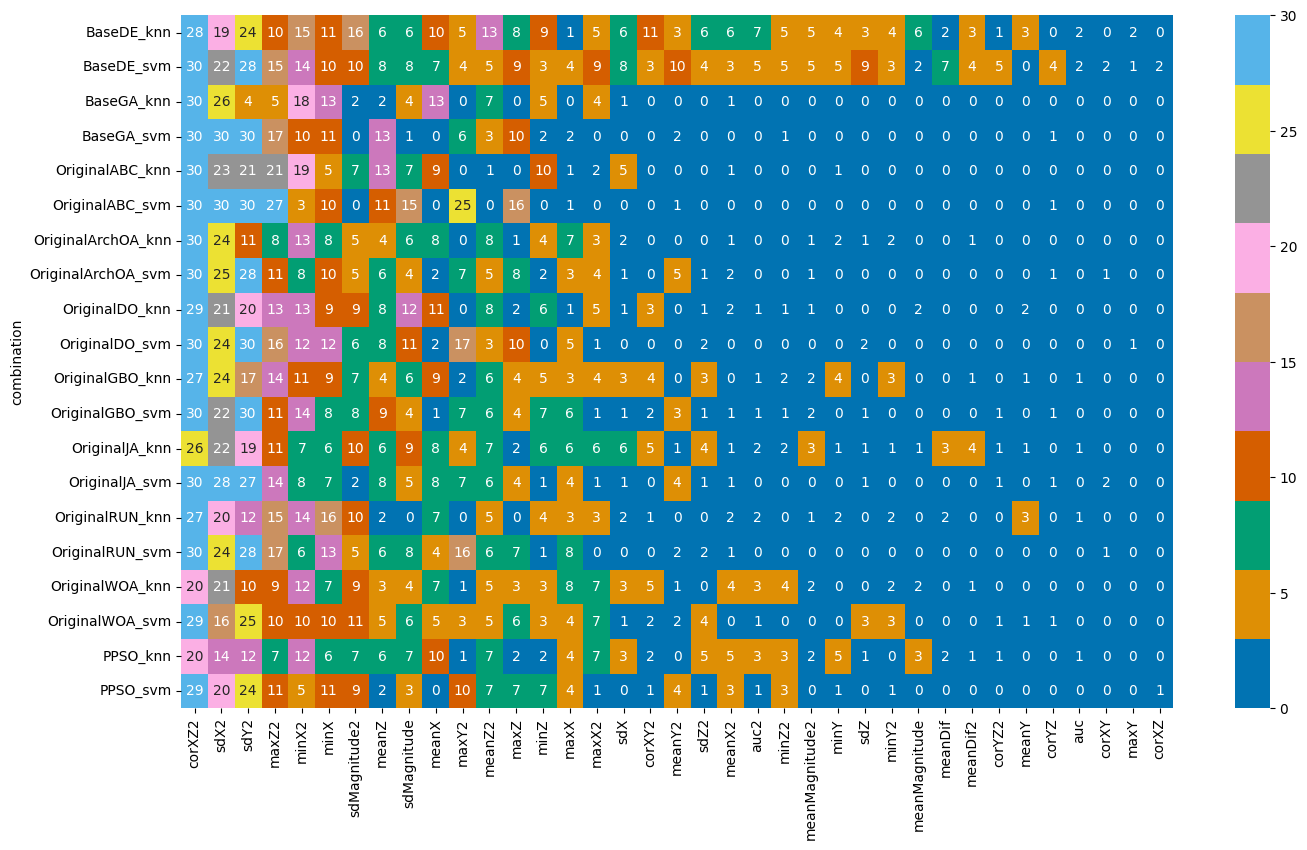 combination
BaseDE_knn 28 19 24 10 15 11 16 6 6 10 5 13 8 9 1 5 6 11 3 6 6 7 5 5 4 3 4 6 2 3 1 3 0 2 0 2 0
BaseDE_svm 30 22 28 15 14 10 10 8 8 7 4 5 9 3 4 9 8 3 10 4 3 5 5 5 5 9 3 2 7 4 5 0 4 2 2 1 2
BaseGA_knn 30 26 4 5 18 13 2 2 4 13 0 7 0 5 0 4 1 0 0 0 1 0 0 0 0 0 0 0 0 0 0 0 0 0 0 0 0
BaseGA_svm 30 30 30 17 10 11 0 13 1 0 6 3 10 2 2 0 0 0 2 0 0 0 1 0 0 0 0 0 0 0 0 0 1 0 0 0 0
OriginalABC_knn 30 23 21 21 19 5 7 13 7 9 0 1 0 10 1 2 5 0 0 0 1 0 0 0 1 0 0 0 0 0 0 0 0 0 0 0 0
OriginalABC_svm 30 30 30 27 3 10 0 11 15 0 25 0 16 0 1 0 0 0 1 0 0 0 0 0 0 0 0 0 0 0 0 0 1 0 0 0 0
OriginalArchOA_knn 30 24 11 8 13 8 5 4 6 8 0 8 1 4 7 3 2 0 0 0 1 0 0 1 2 1 2 0 0 1 0 0 0 0 0 0 0
OriginalArchOA_svm 30 25 28 11 8 10 5 6 4 2 7 5 8 2 3 4 1 0 5 1 2 0 0 1 0 0 0 0 0 0 0 0 1 0 1 0 0
OriginalDO_knn 29 21 20 13 13 9 9 8 12 11 0 8 2 6 1 5 1 3 0 1 2 1 1 1 0 0 0 2 0 0 0 2 0 0 0 0 0
OriginalDO_svm 30 24 30 16 12 12 6 8 11 2 17 3 10 0 5 1 0 0 0 2 0 0 0 0 0 2 0 0 0 0 0 0 0 0 0 1 0
OriginalGBO_knn 27 24 17 14 11 9 7 4 6 9 2 6 4 5 3 4 3 4 0 3 0 1 2 2 4 0 3 0 0 1 0 1 0 1 0 0 0
OriginalGBO_svm 30 22 30 11 14 8 8 9 4 1 7 6 4 7 6 1 1 2 3 1 1 1 1 2 0 1 0 0 0 0 1 0 1 0 0 0 0
OriginalJA_knn 26 22 19 11 7 6 10 6 9 8 4 7 2 6 6 6 6 5 1 4 1 2 2 3 1 1 1 1 3 4 1 1 0 1 0 0 0
OriginalJA_svm 30 28 27 14 8 7 2 8 5 8 7 6 4 1 4 1 1 0 4 1 1 0 0 0 0 1 0 0 0 0 1 0 1 0 2 0 0
OriginalRUN_knn 30 20 12 15 14 16 10 2 0 7 0 5 0 4 3 3 2 1 0 0 2 2 0 1 2 0 2 0 2 0 0 3 0 1 0 0 0
OriginalRUN_svm 30 24 28 17 6 13 5 6 8 4 16 6 7 1 8 0 0 0 2 2 1 0 0 0 0 0 0 0 0 0 0 0 0 0 1 0 0
OriginalWOA_knn 20 21 10 9 12 7 9 3 4 7 1 5 3 3 8 7 3 5 1 0 4 3 4 2 0 0 2 2 0 1 0 0 0 0 0 0 0
OriginalWOA_svm 29 16 25 10 10 10 11 5 6 5 3 5 6 3 4 7 1 2 2 4 0 1 0 0 0 3 3 0 0 0 1 1 1 0 0 0 0
PPSO_knn 20 14 12 7 12 6 7 6 7 10 1 7 2 2 4 7 3 2 0 5 5 3 3 2 5 1 0 3 2 1 1 0 0 1 0 0 0
PPSO_svm 29 20 24 11 5 11 9 2 3 0 10 7 7 7 4 1 0 1 4 1 3 1 3 0 1 0 1 0 0 0 0 0 0 0 0 0 1
corXZ2 sdX2 sdY2 maxZZ2 minX2 minX sdMagnitude2 meanZ sdMagnitude meanX maxY2 meanZ2 maxZ minZ maxX maxX2 sdX corXY2 meanY2 sdZ2 meanX2 auc2 minZ2 meanMagnitude2 minY sdZ minY2 meanMagnitude meanDif meanDif2 corYZ2 meanY corYZ auc corXY maxY corXZ
30
25
20
15
10
5
0